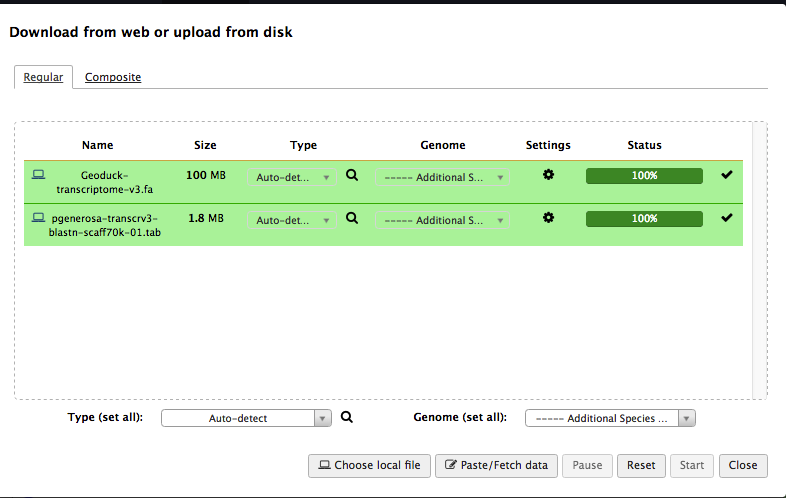 Download from web or upload from disk
Regular Composite
Name Size Type Genome Settings Status
Geoduck-
transcriptome-v3.fa
100 MB Auto-det... ----- Additional S... 100%
pgenerosa-transcrv3-
blastn-scaff70k-01.tab
1.8 MB Auto-det... ----- Additional S... 100%
Type (set all): Auto-detect Genome (set all): ----- Additional Species ...
Choose local file Paste/Fetch data Pause Reset Start Close